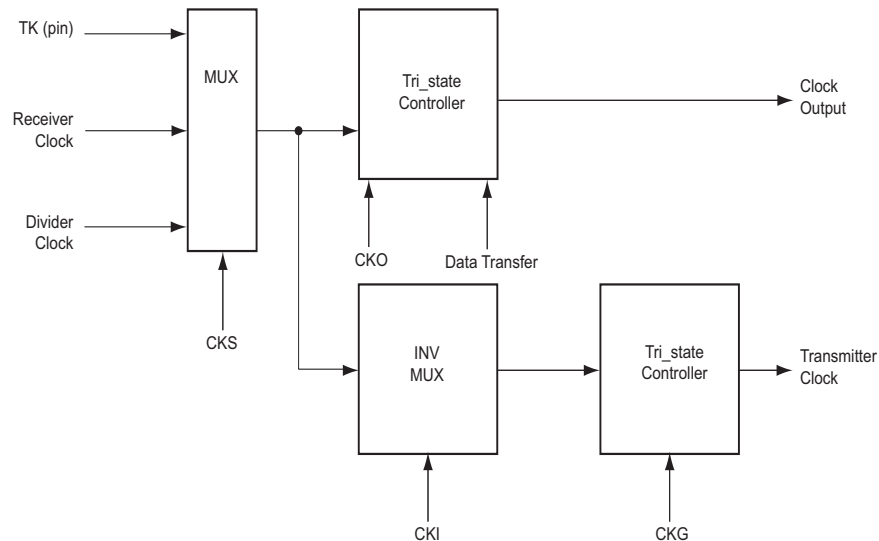 TK (pin)
MUX
Tri_state
Controller
Clock
Output
Receiver
Clock
Divider
Clock
CKO
Data Transfer
CKS
INV
MUX
Tri_state
Controller
Transmitter
Clock
CKI
CKG